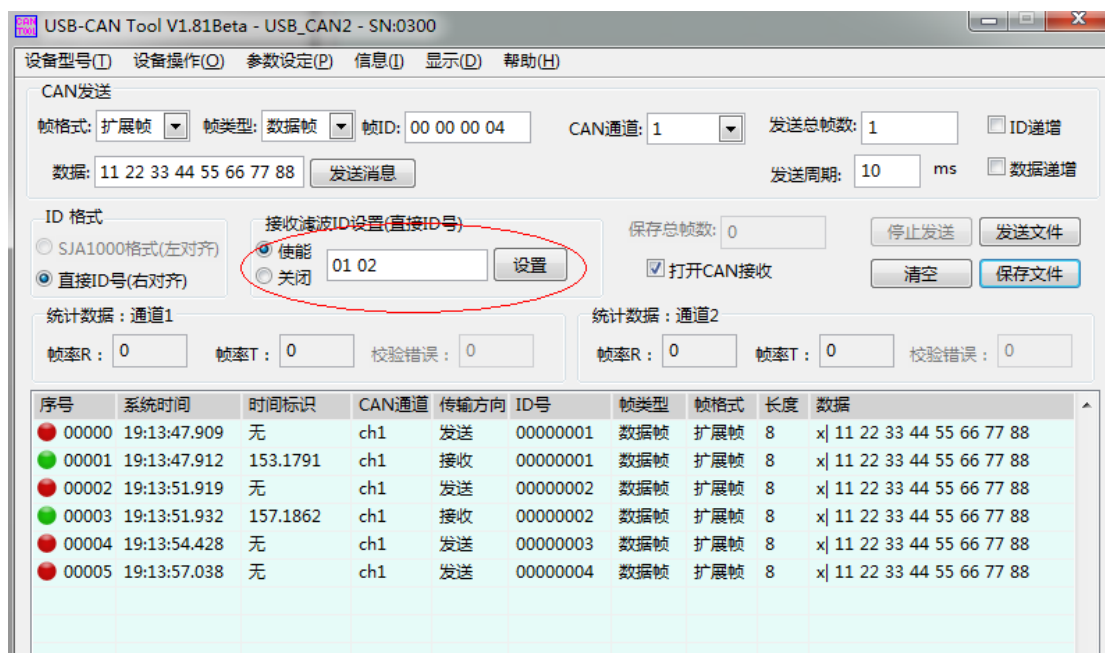 USB-CAN Tool V1.81Beta - USB_CAN2 - SN:0300
设备型号(T) 设备操作(O) 参数设定(P) 信息(I) 显示(D) 帮助(H)
CAN发送
帧格式: 扩展帧 帧类型: 数据帧 帧ID: 00 00 00 04 CAN通道: 1 发送总帧数: 1 ID递增
数据: 11 22 33 44 55 66 77 88 发送消息 发送周期: 10 ms 数据递增
ID 格式 接收滤波ID设置(直接ID号) 保存总帧数: 0 停止发送 发送文件
SJA1000格式(左对齐) 使能 01 02 设置
直接ID号(右对齐) 关闭 打开CAN接收 清空 保存文件
统计数据：通道1 统计数据：通道2
帧率R： 0 帧率T： 0 校验错误： 0 帧率R： 0 帧率T： 0 校验错误： 0
序号 系统时间 时间标识 CAN通道 传输方向 ID号 帧类型 帧格式 长度 数据
00000 19:13:47.909 无 ch1 发送 00000001 数据帧 扩展帧 8 x| 11 22 33 44 55 66 77 88
00001 19:13:47.912 153.1791 ch1 接收 00000001 数据帧 扩展帧 8 x| 11 22 33 44 55 66 77 88
00002 19:13:51.919 无 ch1 发送 00000002 数据帧 扩展帧 8 x| 11 22 33 44 55 66 77 88
00003 19:13:51.932 157.1862 ch1 接收 00000002 数据帧 扩展帧 8 x| 11 22 33 44 55 66 77 88
00004 19:13:54.428 无 ch1 发送 00000003 数据帧 扩展帧 8 x| 11 22 33 44 55 66 77 88
00005 19:13:57.038 无 ch1 发送 00000004 数据帧 扩展帧 8 x| 11 22 33 44 55 66 77 88